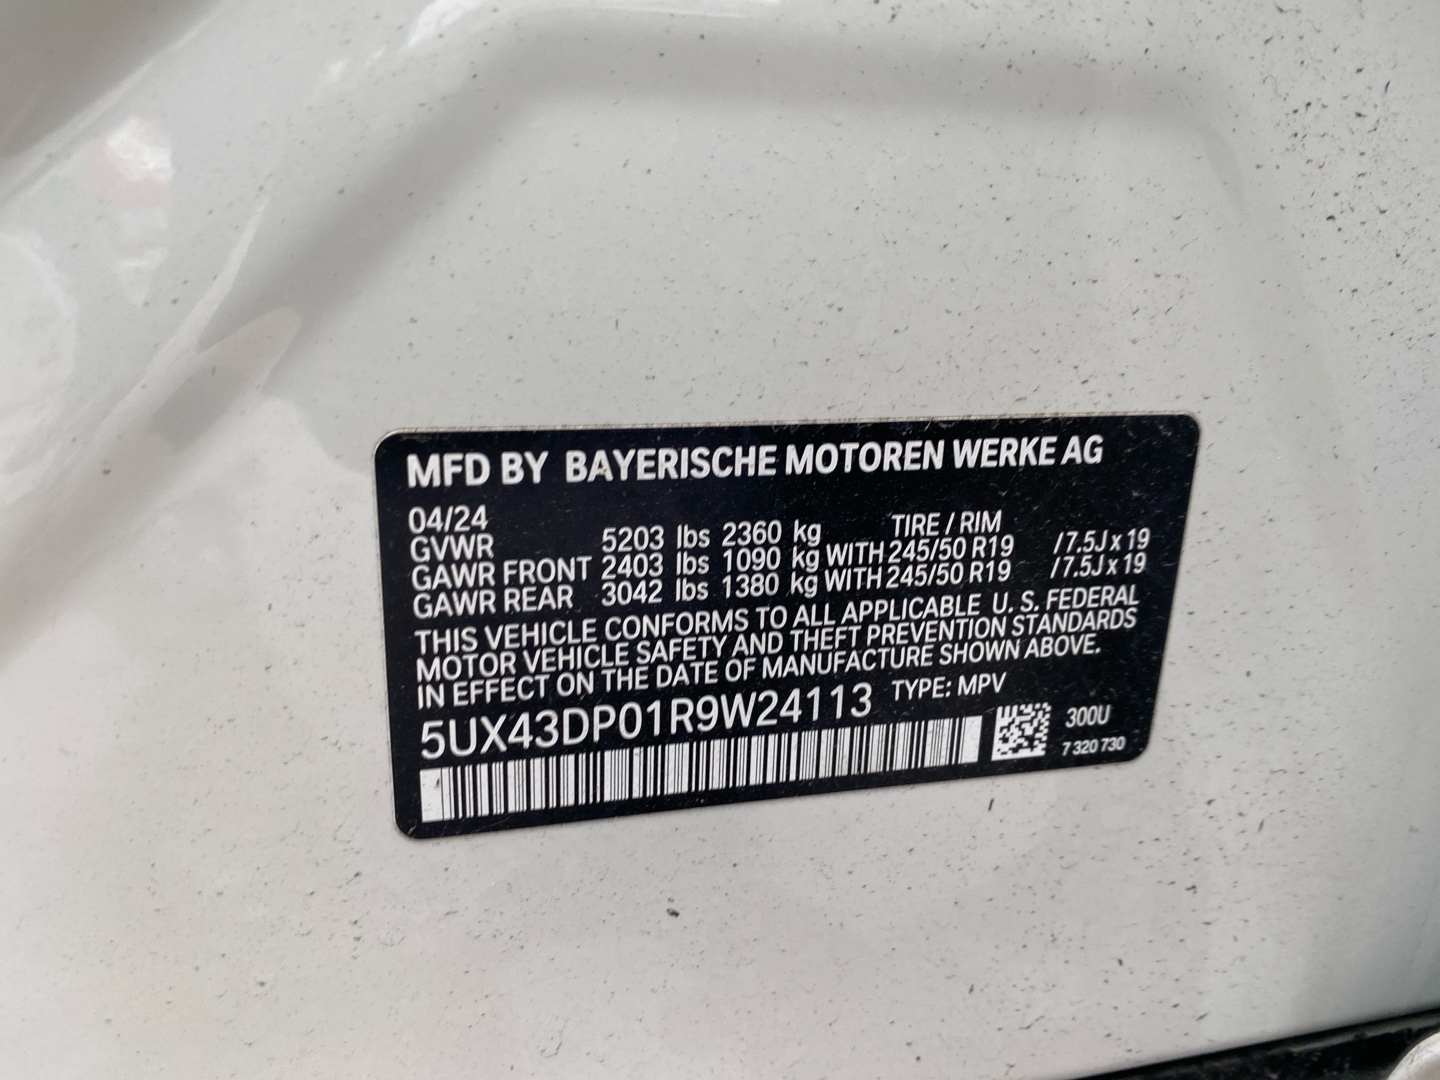 MFD BY BAYERISCHE MOTOREN WERKE AG
04/24 TIRE / RIM
GVWR 5203 lbs 2360 kg
GAWR FRONT 2403 lbs 1090 kg WITH 245/50 R19 / 7.5J x 19
GAWR REAR 3042 lbs 1380 kg WITH 245/50 R19 / 7.5J x 19
THIS VEHICLE CONFORMS TO ALL APPLICABLE U. S. FEDERAL
MOTOR VEHICLE SAFETY AND THEFT PREVENTION STANDARDS
IN EFFECT ON THE DATE OF MANUFACTURE SHOWN ABOVE.
5UX43DP01R9W24113 TYPE: MPV
300U
7 320 730